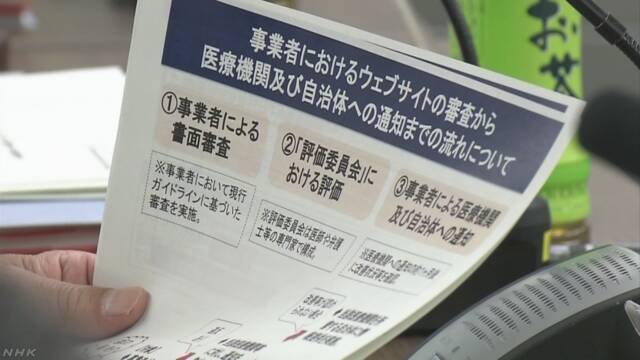 事業者におけるウェブサイトの審査から
医療機関及び自治体への通知までの流れについて
①事業者による
書面審査
※事業者において現行
ガイドラインに基づいた
審査を実施。
②「評価委員会」に
おける評価
※評価委員会は医師や弁護
士等の専門家で構成。
③事業者による医療機関
及び自治体への通知
お茶
NHK